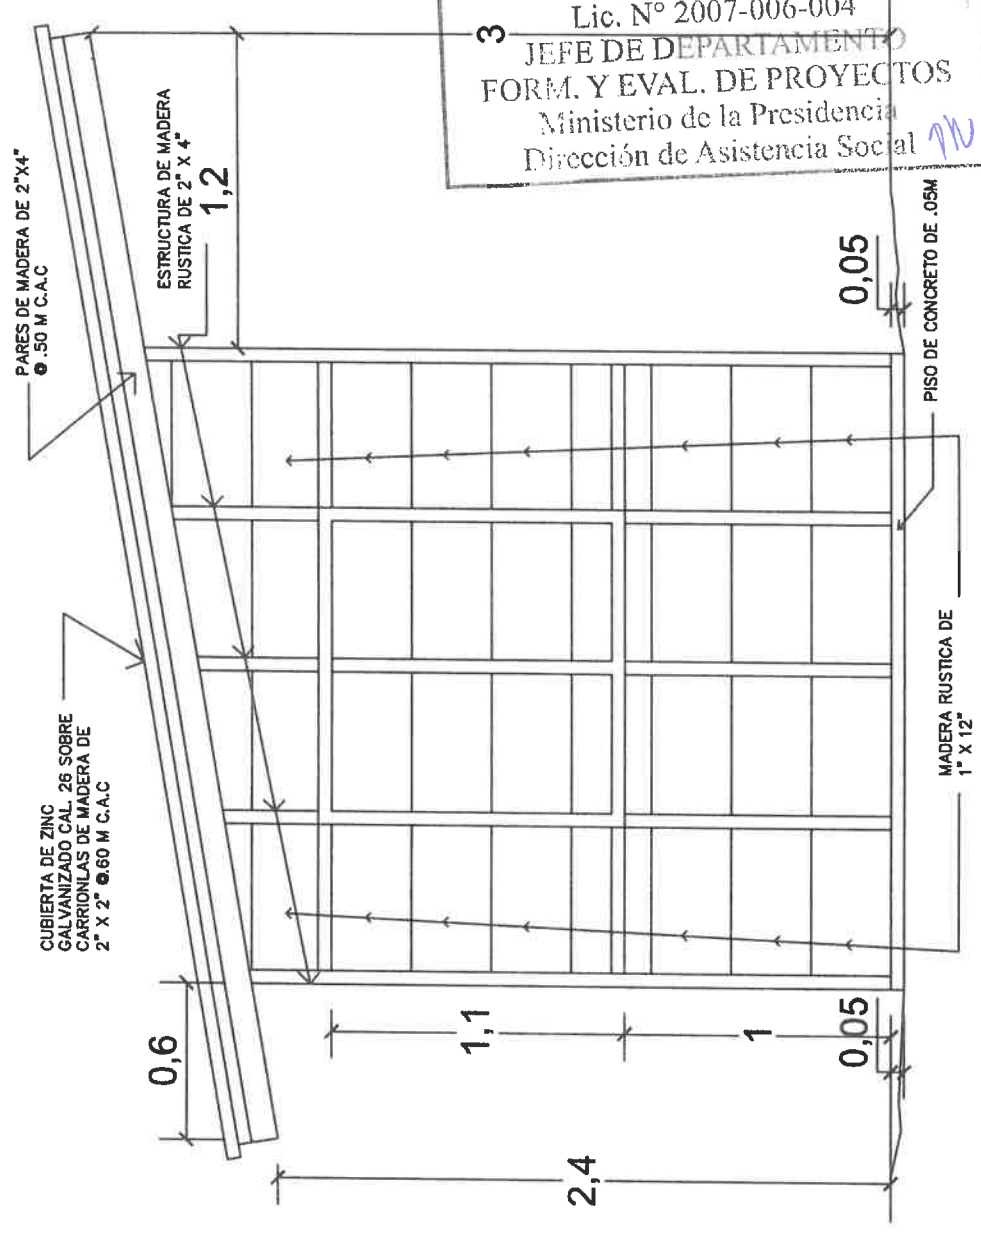 Lic. N° 2007-006-004
JEFE DE DEPARTAMENTO
FORM. Y EVAL. DE PROYECTOS
Ministerio de la Presidencia
Dirección de Asistencia Social
CUBIERTA DE ZINC
GALVANIZADO CAL. 26 SOBRE
CARRIONLAS DE MADERA DE
2" X 2" @.60 M C.A.C
PARES DE MADERA DE 2"X4"
@ .50 M C.A.C
ESTRUCTURA DE MADERA
RUSTICA DE 2" X 4"
0,6
1,2
3
1,1
1
2,4
0,05
0,05
MADERA RUSTICA DE
1" X 12"
PISO DE CONCRETO DE .05M